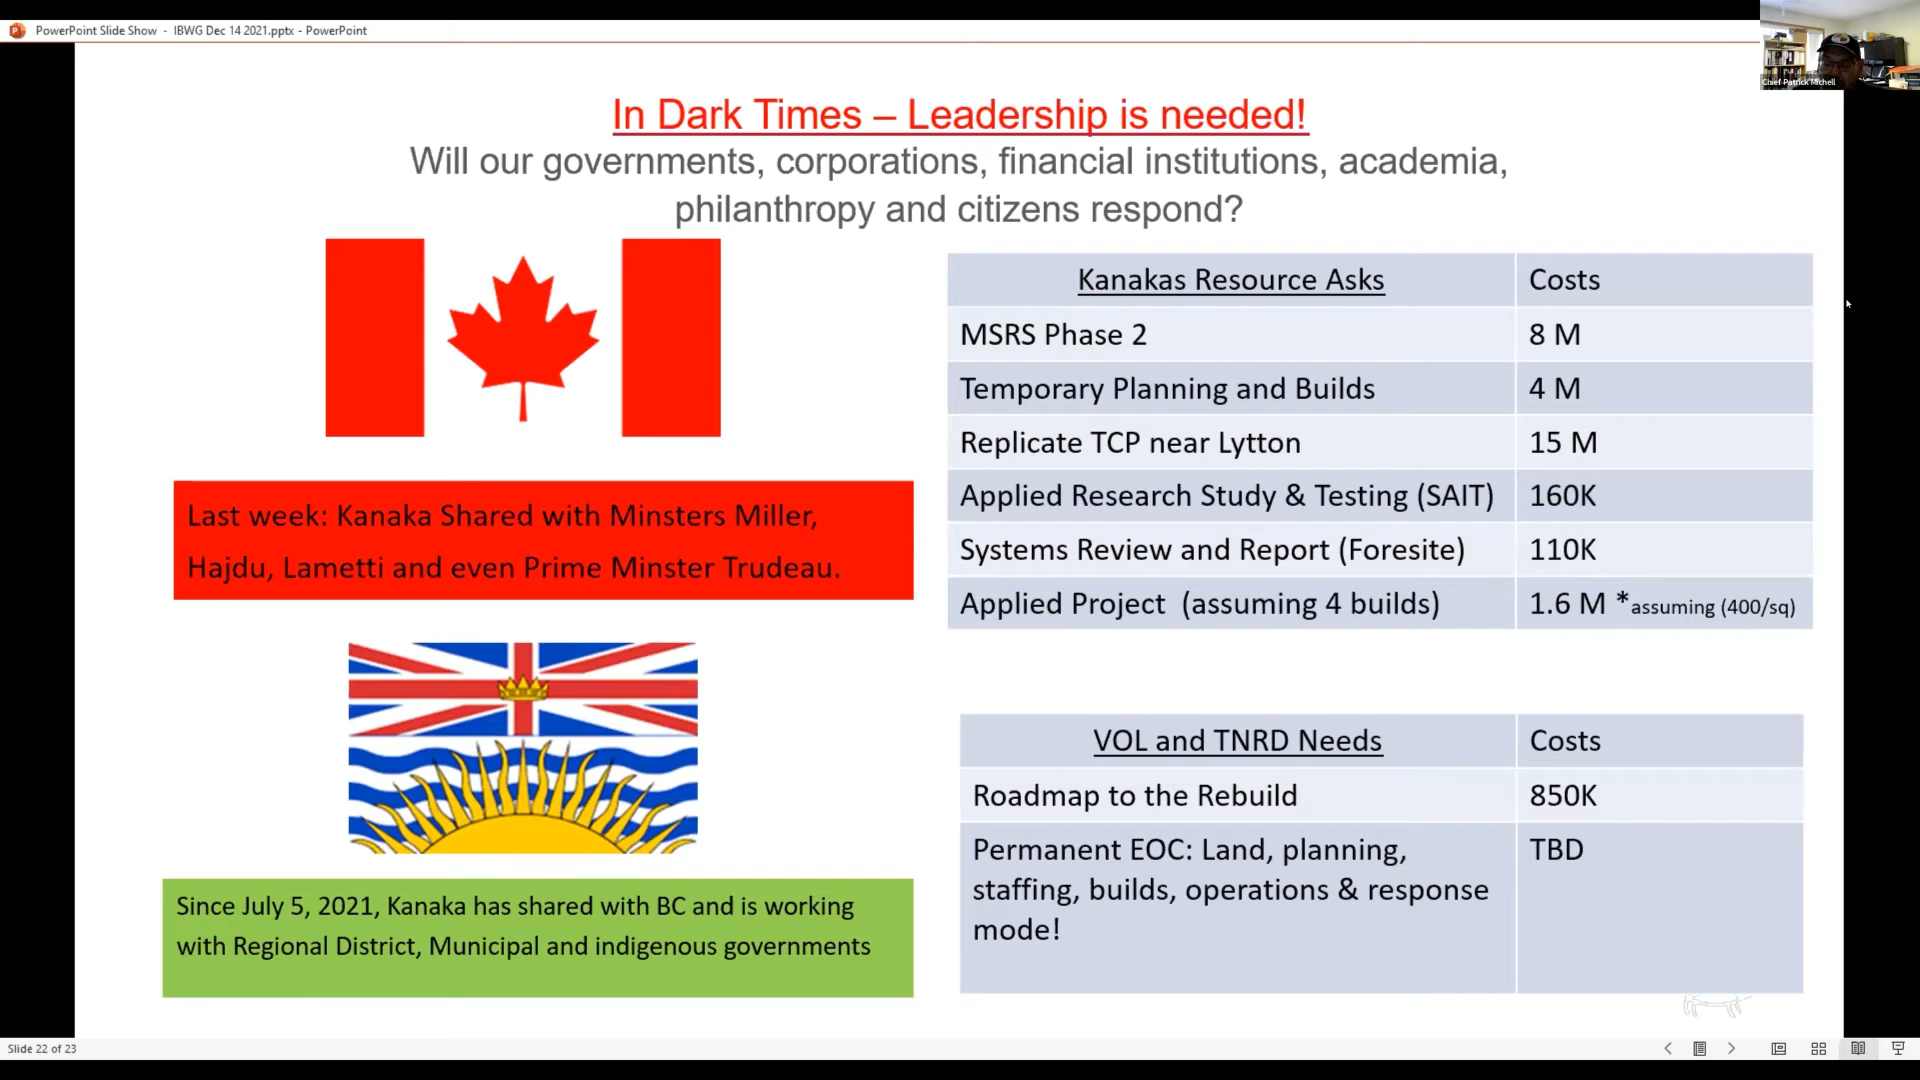 PowerPoint Slide Show - IBWG Dec 14 2021.pptx - PowerPoint
Chief Patrick Michell
In Dark Times – Leadership is needed!
Will our governments, corporations, financial institutions, academia,
philanthropy and citizens respond?
Last week: Kanaka Shared with Minsters Miller,
Hajdu, Lametti and even Prime Minster Trudeau.
Since July 5, 2021, Kanaka has shared with BC and is working
with Regional District, Municipal and indigenous governments
Kanakas Resource Asks Costs
MSRS Phase 2 8 M
Temporary Planning and Builds 4 M
Replicate TCP near Lytton 15 M
Applied Research Study & Testing (SAIT) 160K
Systems Review and Report (Foresite) 110K
Applied Project (assuming 4 builds) 1.6 M *assuming (400/sq)
VOL and TNRD Needs Costs
Roadmap to the Rebuild 850K
Permanent EOC: Land, planning, TBD
staffing, builds, operations & response
mode!
Slide 22 of 23